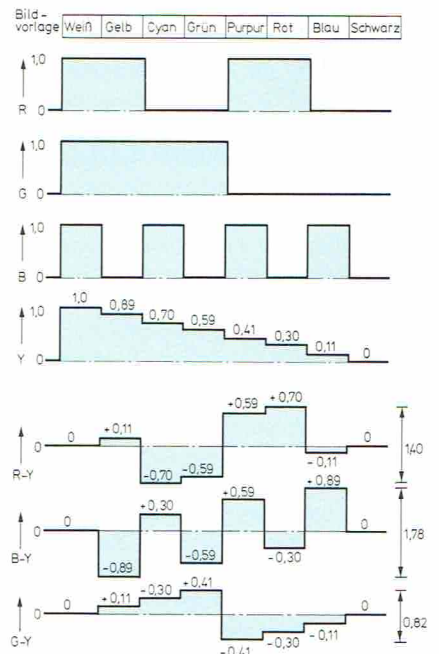 Bild-
vorlage Weiß Gelb Cyan Grün Purpur Rot Blau Schwarz
1,0
R 0
1,0
G 0
1,0
B 0
1,0 1,0 0,89 0,70 0,59 0,41 0,30 0,11 0
Y 0
0 0 +0,11 -0,70 -0,59 +0,59 +0,70 -0,11 0 1,40
R-Y
0 0 -0,89 +0,30 -0,59 +0,59 -0,30 +0,89 0 1,78
B-Y
0 0 +0,11 -0,30 +0,41 -0,41 -0,30 -0,11 0 0,82
G-Y